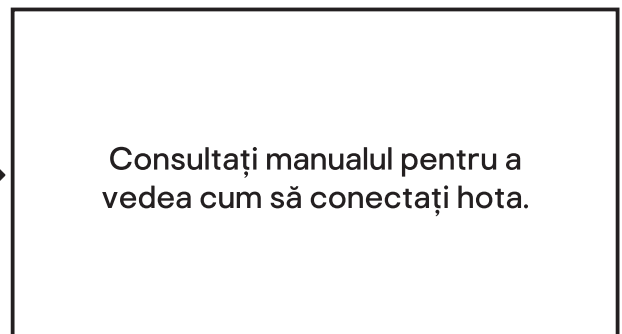 Consultați manualul pentru a
vedea cum să conectați hota.